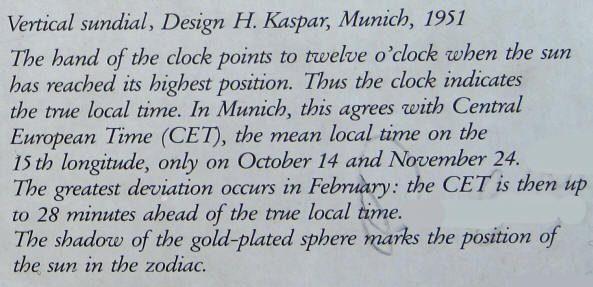 Vertical sundial, Design H. Kaspar, Munich, 1951
The hand of the clock points to twelve o'clock when the sun
has reached its highest position. Thus the clock indicates
the true local time. In Munich, this agrees with Central
European Time (CET), the mean local time on the
15 th longitude, only on October 14 and November 24.
The greatest deviation occurs in February: the CET is then up
to 28 minutes ahead of the true local time.
The shadow of the gold-plated sphere marks the position of
the sun in the zodiac.